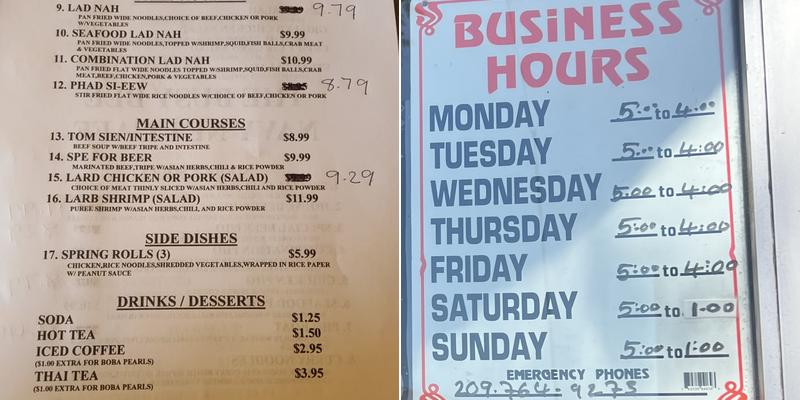 9. LAD NAH 9.79
PAN FRIED WIDE NOODLES,CHOICE OF BEEF,CHICKEN OR PORK
W/VEGETABLES
10. SEAFOOD LAD NAH $9.99
PAN FRIED WIDE NOODLES,TOPPED W/SHRIMP,SQUID,FISH BALLS,CRAB MEAT
& VEGETABLES
11. COMBINATION LAD NAH $10.99
PAN FRIED FLAT WIDE NOODLES TOPPED W/SHRIMP,SQUID,FISH BALLS,CRAB
MEAT,BEEF,CHICKEN,PORK & VEGETABLES
12. PHAD SI-EEW 8.79
STIR FRIED FLAT WIDE RICE NOODLES W/CHOICE OF BEEF,CHICKEN OR PORK
MAIN COURSES
13. TOM SIEN/INTESTINE $8.99
BEEF SOUP W/BEEF TRIPE AND INTESTINE
14. SPE FOR BEER $9.99
MARINATED BEEF,TRIPE W/ASIAN HERBS,CHILI & RICE POWDER
15. LARD CHICKEN OR PORK (SALAD) 9.29
CHOICE OF MEAT THINLY SLICED W/ASIAN HERBS,CHILI AND RICE POWDER
16. LARB SHRIMP (SALAD) $11.99
PUREE SHRIMP W/ASIAN HERBS,CHILI, AND RICE POWDER
SIDE DISHES
17. SPRING ROLLS (3) $5.99
CHICKEN,RICE NOODLES,SHREDDED VEGETABLES,WRAPPED IN RICE PAPER
W/ PEANUT SAUCE
DRINKS / DESSERTS
SODA $1.25
HOT TEA $1.50
ICED COFFEE $2.95
($1.00 EXTRA FOR BOBA PEARLS)
THAI TEA $3.95
($1.00 EXTRA FOR BOBA PEARLS)
BUSINESS
HOURS
MONDAY 5:00 to 4:00
TUESDAY 5:00 to 4:00
WEDNESDAY 5:00 to 4:00
THURSDAY 5:00 to 4:00
FRIDAY 5:00 to 4:00
SATURDAY 5:00 to 1:00
SUNDAY 5:00 to 1:00
EMERGENCY PHONES
209.764-9273